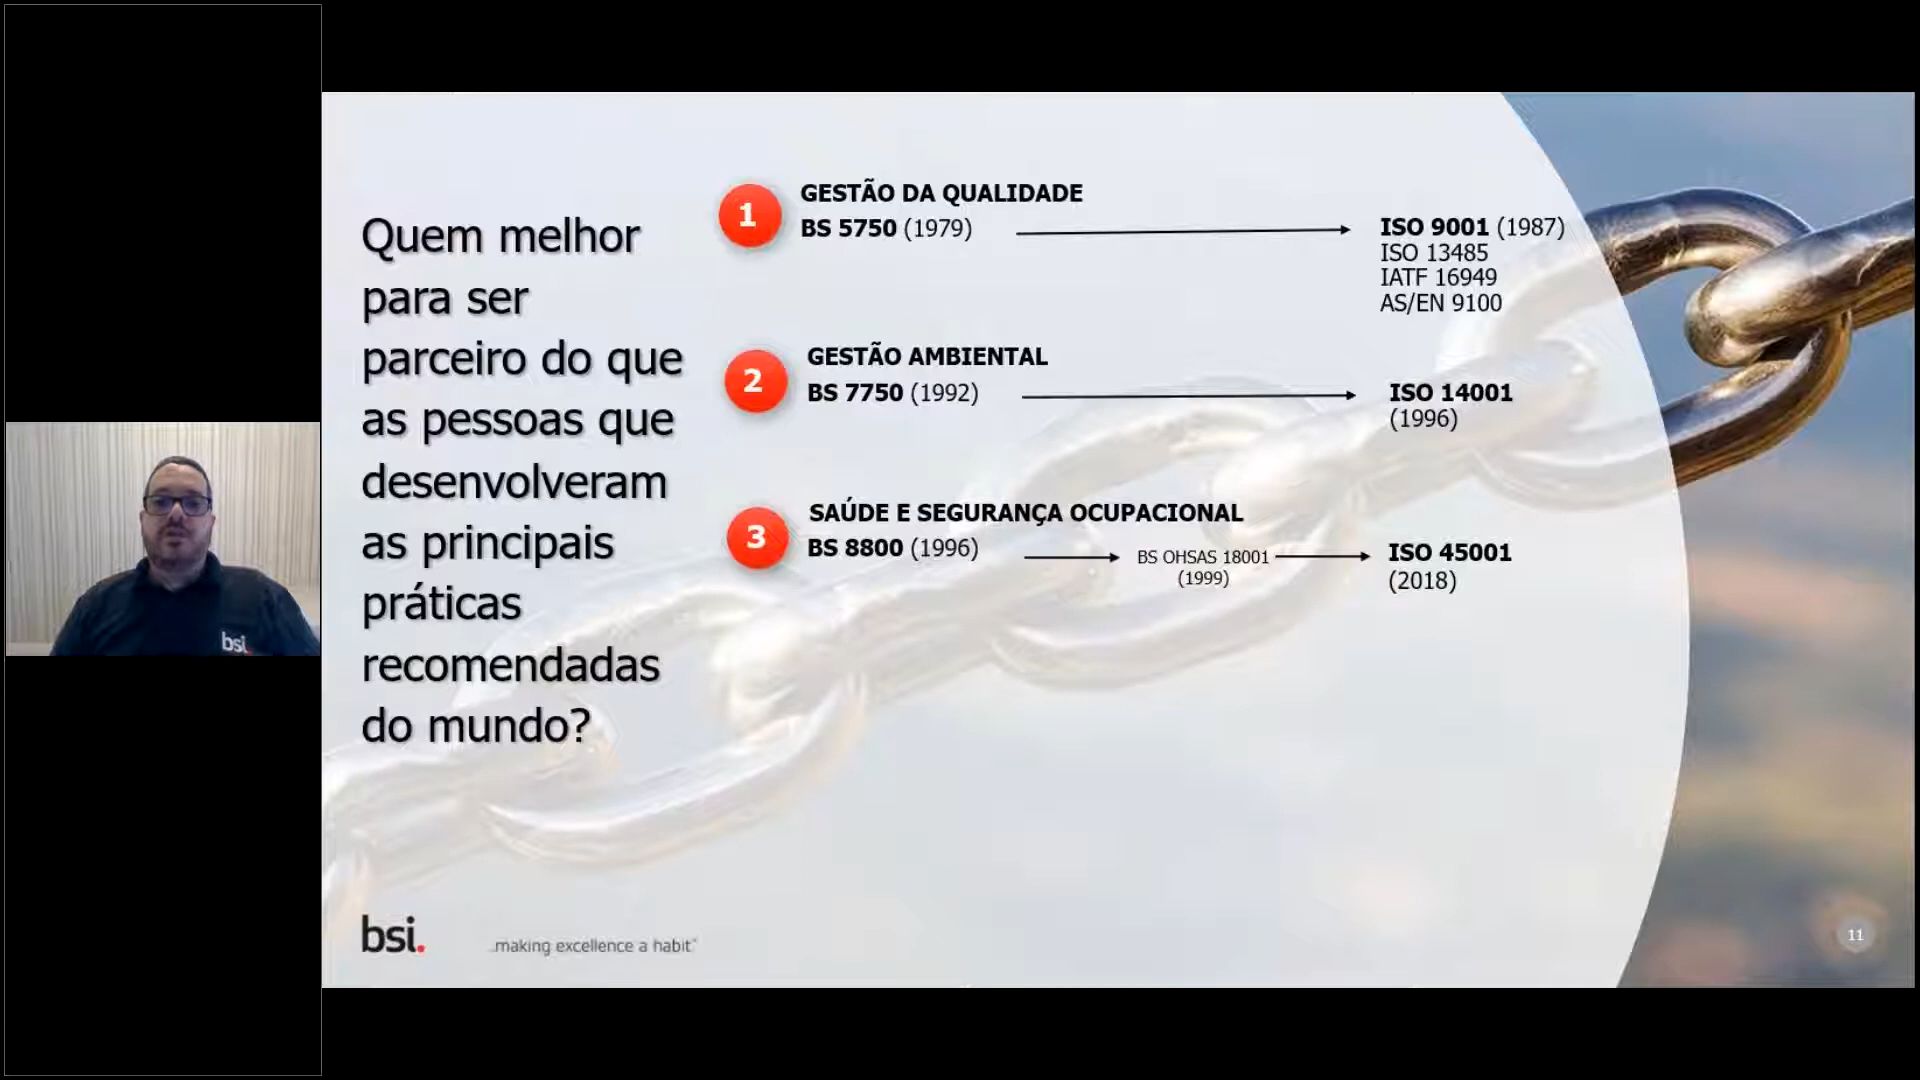 Quem melhor
para ser
parceiro do que
as pessoas que
desenvolveram
as principais
práticas
recomendadas
do mundo?
1
GESTÃO DA QUALIDADE
BS 5750 (1979)
ISO 9001 (1987)
ISO 13485
IATF 16949
AS/EN 9100
2
GESTÃO AMBIENTAL
BS 7750 (1992)
ISO 14001
(1996)
3
SAÚDE E SEGURANÇA OCUPACIONAL
BS 8800 (1996)
BS OHSAS 18001
(1999)
ISO 45001
(2018)
bsi.
bsi.
...making excellence a habit™
11